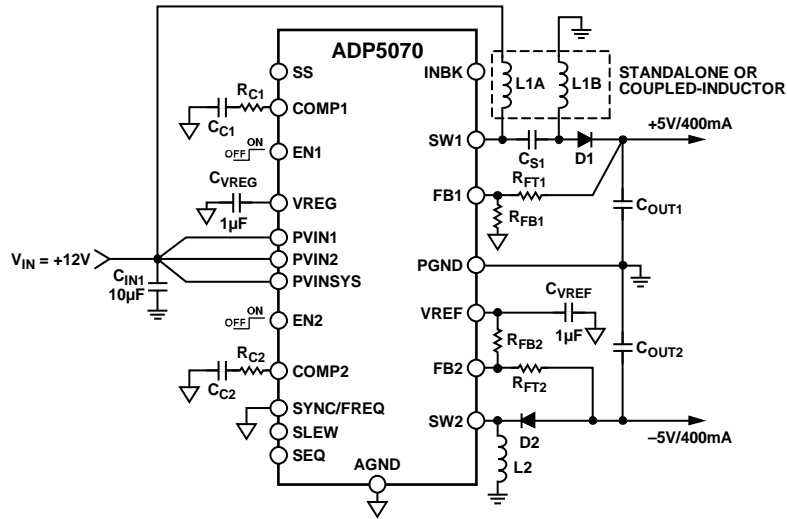 ADP5070
SS
INBK
L1A
L1B
STANDALONE OR
COUPLED-INDUCTOR
RC1
COMP1
CC1
SW1
CS1
D1
+5V/400mA
ON
OFF
EN1
CVREG
VREG
1µF
FB1
RFT1
RFB1
COUT1
VIN = +12V
PVIN1
PVIN2
PVINSYS
CIN1
10µF
PGND
ON
OFF
EN2
VREF
CVREF
1µF
RFB2
COUT2
RC2
COMP2
CC2
FB2
RFT2
SYNC/FREQ
SLEW
SEQ
SW2
D2
L2
–5V/400mA
AGND